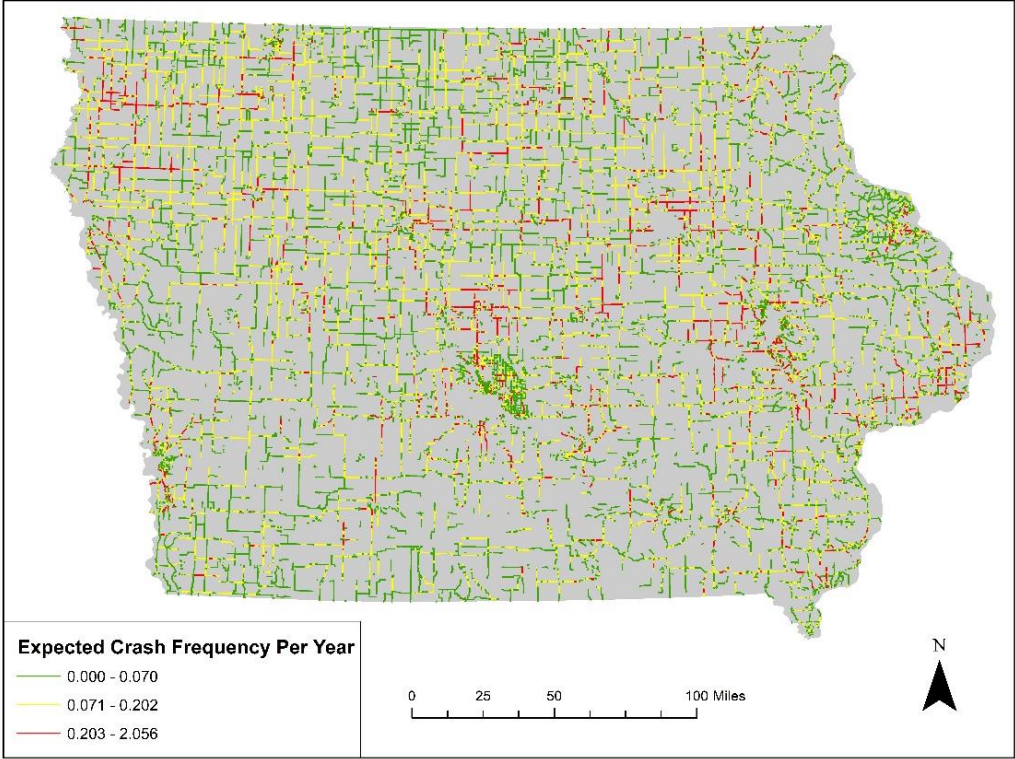 Expected Crash Frequency Per Year
0.000 - 0.070
0.071 - 0.202
0.203 - 2.056
0 25 50 100 Miles
N